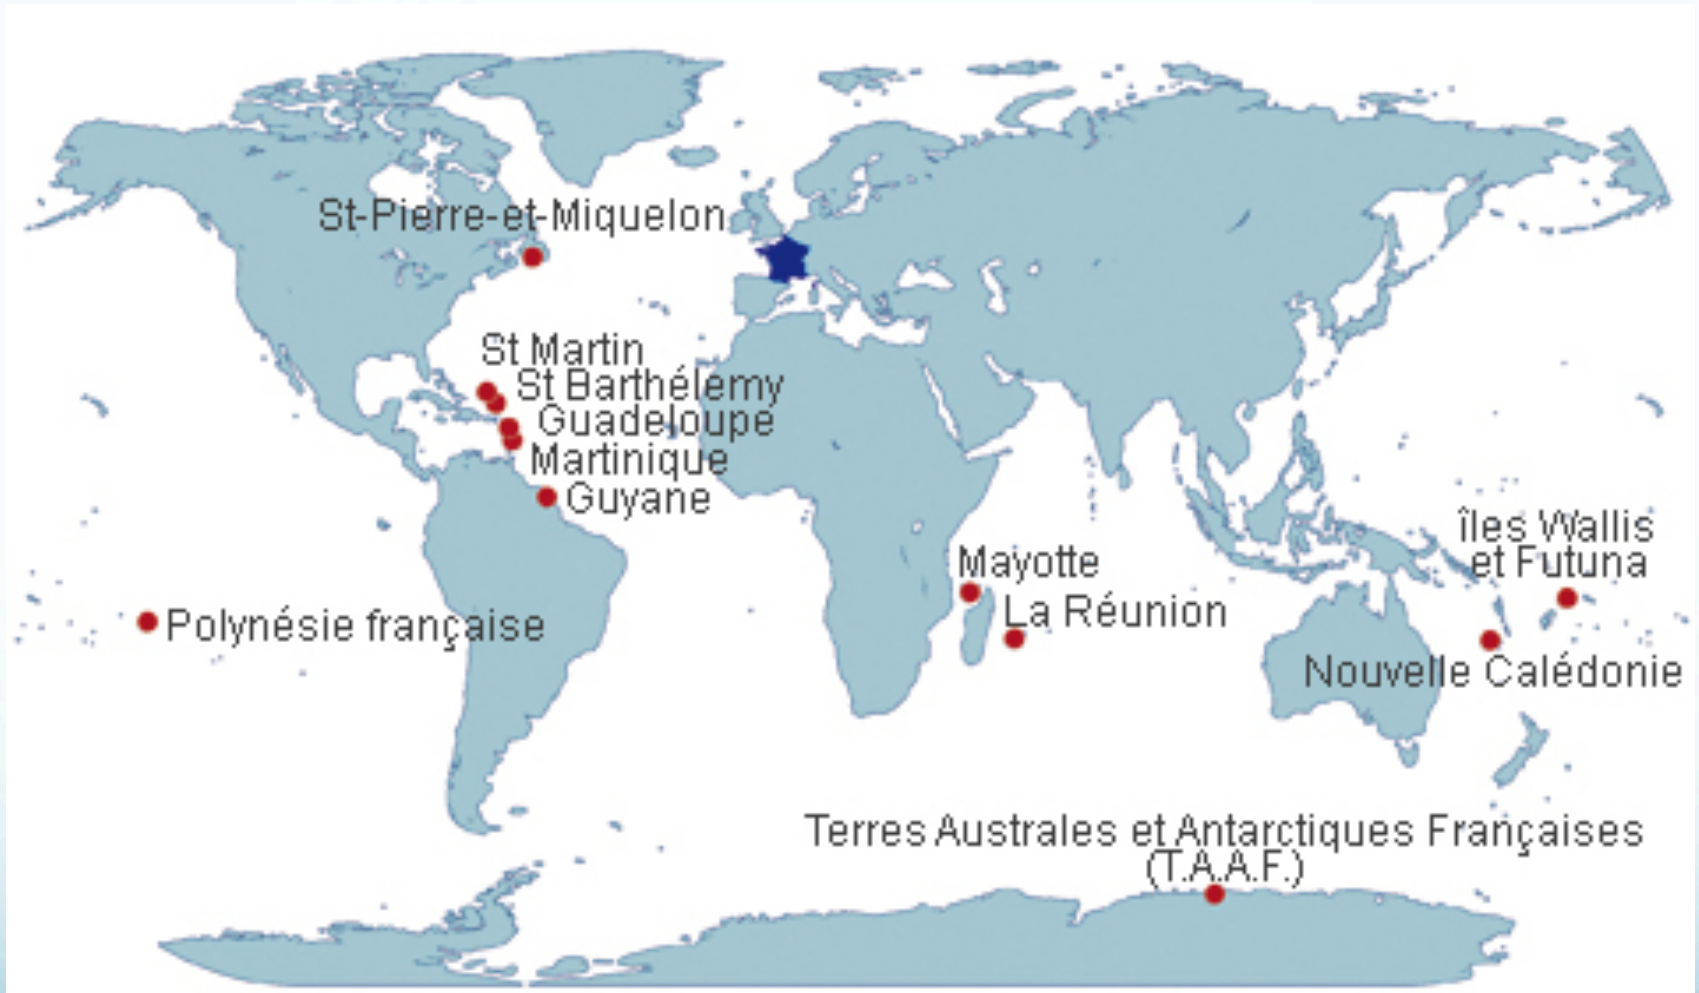 St-Pierre-et-Miquelon
St Martin
St Barthélemy
Guadeloupe
Martinique
Guyane
îles Wallis
et Futuna
Mayotte
La Réunion
Polynésie française
Nouvelle Calédonie
Terres Australes et Antarctiques Françaises
(T.A.A.F.)